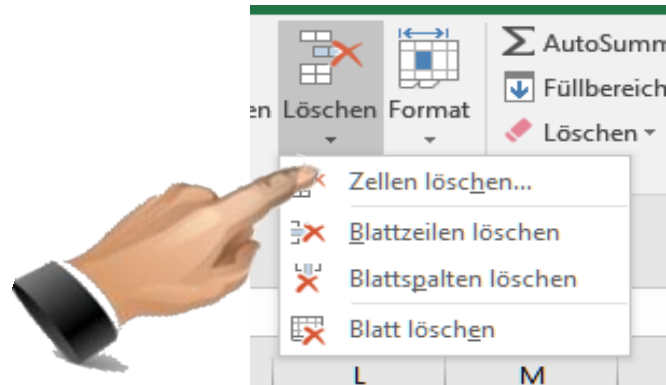 AutoSumm
Füllbereich
en Löschen Format
Löschen
Zellen löschen...
Blattzeilen löschen
Blattspalten löschen
Blatt löschen
L M